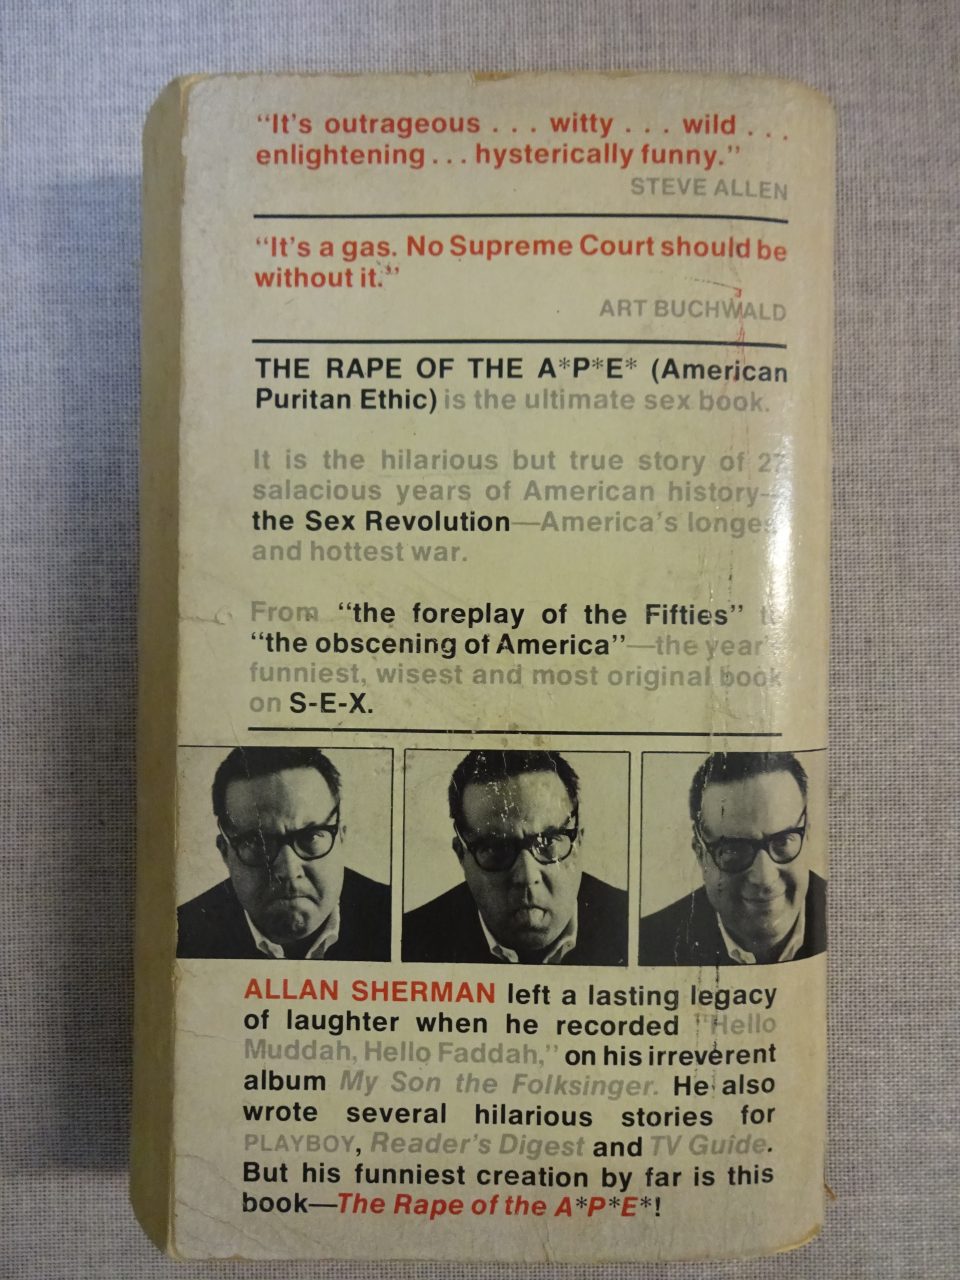 “It’s outrageous . . . witty . . . wild . . .
enlightening . . . hysterically funny.”
STEVE ALLEN
“It’s a gas. No Supreme Court should be
without it.”
ART BUCHWALD
THE RAPE OF THE A*P*E* (American
Puritan Ethic) is the ultimate sex book.
It is the hilarious but true story of 27
salacious years of American history—
the Sex Revolution—America’s longest
and hottest war.
From “the foreplay of the Fifties”
“the obscening of America”—the year’s
funniest, wisest and most original book
on S-E-X.
ALLAN SHERMAN left a lasting legacy
of laughter when he recorded “Hello
Muddah, Hello Faddah,” on his irreverent
album My Son the Folksinger. He also
wrote several hilarious stories for
PLAYBOY, Reader’s Digest and TV Guide.
But his funniest creation by far is this
book—The Rape of the A*P*E*!